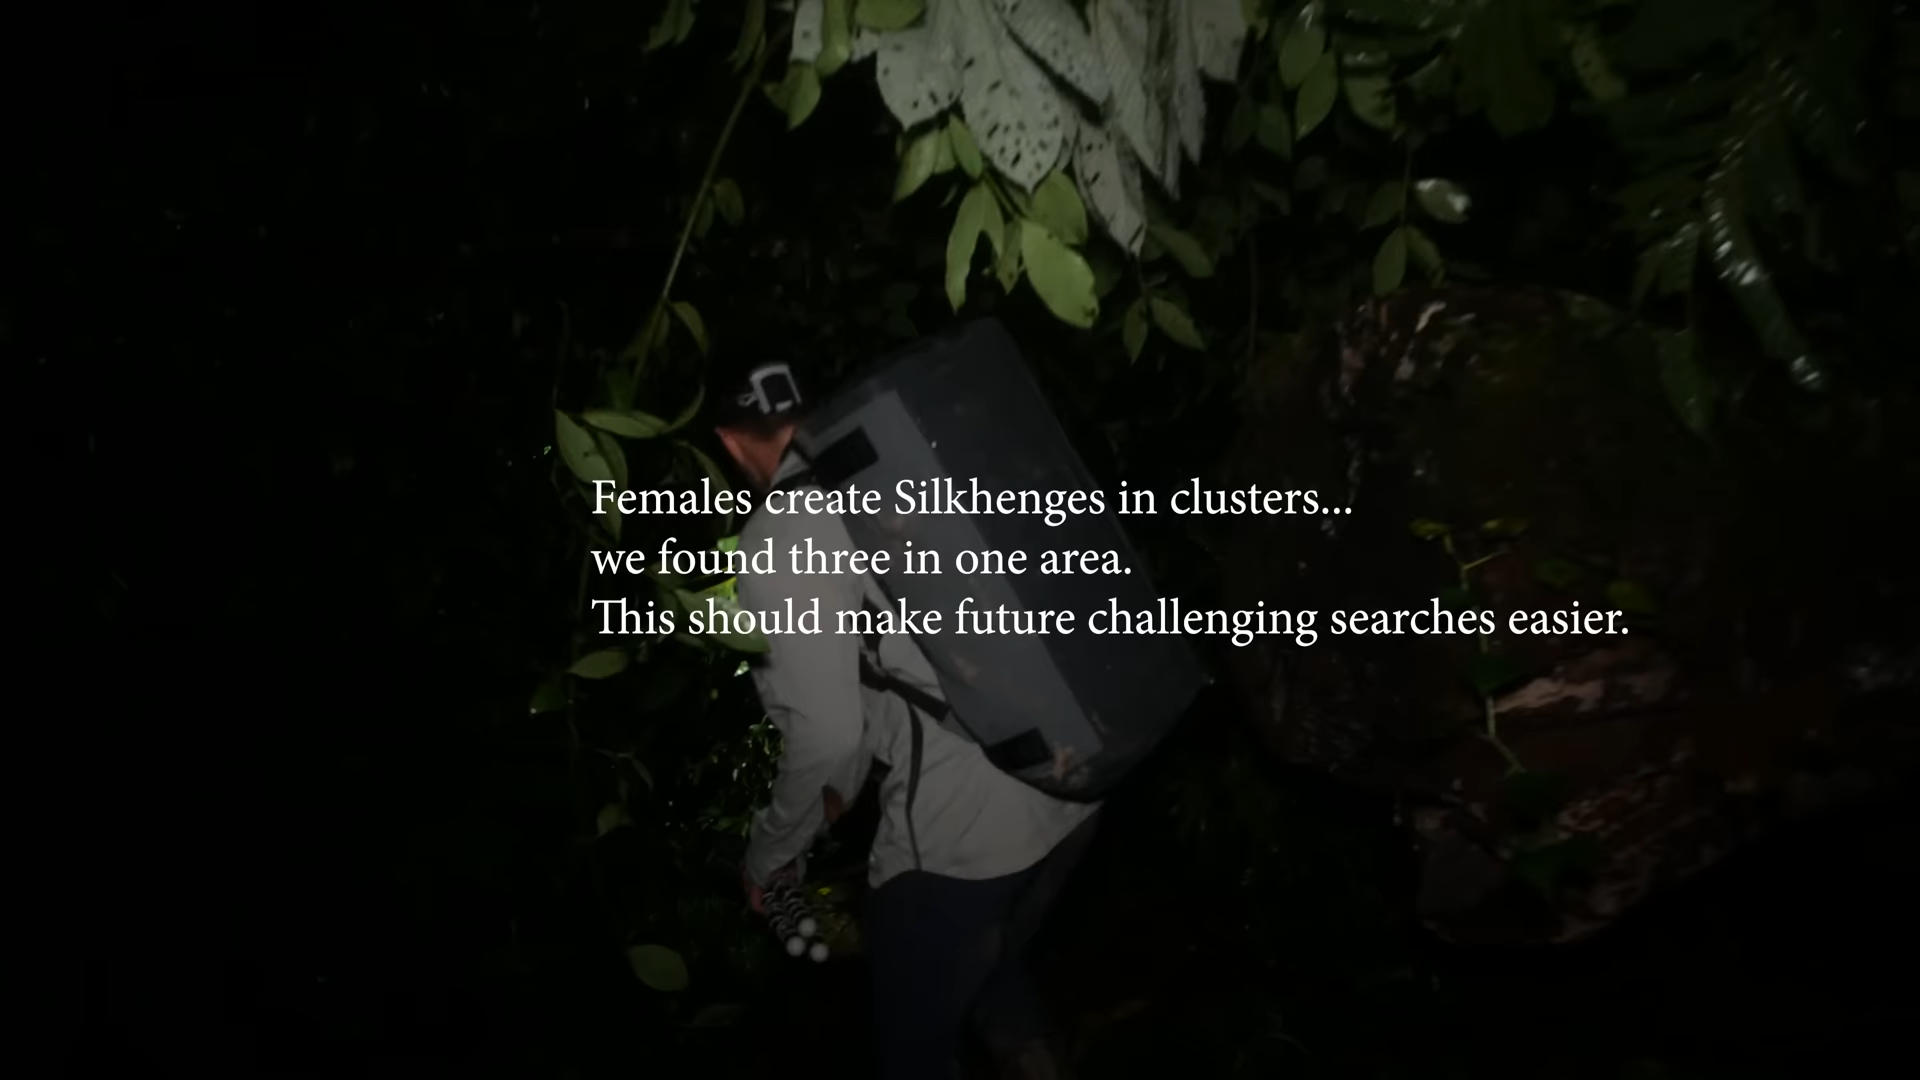 Females create Silkhenges in clusters...
we found three in one area.
This should make future challenging searches easier.